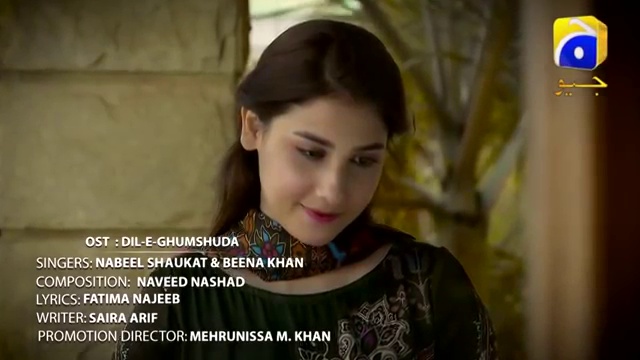 جیو
OST : DIL-E-GHUMSHUDA
SINGERS: NABEEL SHAUKAT & BEENA KHAN
COMPOSITION: NAVEED NASHAD
LYRICS: FATIMA NAJEEB
WRITER: SAIRA ARIF
PROMOTION DIRECTOR: MEHRUNISSA M. KHAN